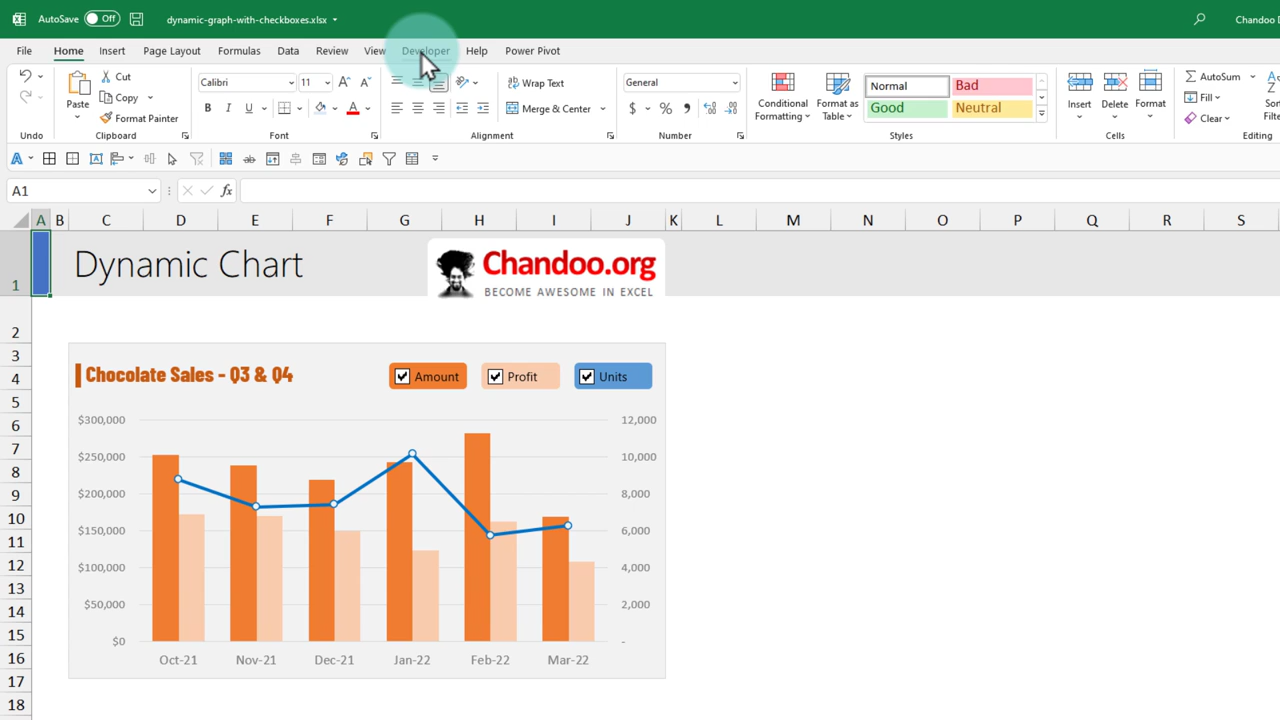 AutoSave Off dynamic-graph-with-checkboxes.xlsx Chandoo
File Home Insert Page Layout Formulas Data Review View Developer Help Power Pivot
Cut Calibri 11 Wrap Text General Normal Bad AutoSum
Paste Copy Merge & Center Conditional Formatting Format as Table Good Neutral Insert Delete Format Fill
Format Painter Clear
Undo Clipboard Font Alignment Number Styles Cells Editing
A1 fx
A B C D E F G H I J K L M N O P Q R S
1 Dynamic Chart Chandoo.org
BECOME AWESOME IN EXCEL
2
3
4 Chocolate Sales - Q3 & Q4 Amount Profit Units
5
6 $300,000 12,000
7 $250,000 10,000
8
9 $200,000 8,000
10 $150,000 6,000
11
12 $100,000 4,000
13
14 $50,000 2,000
15 $0 -
16 Oct-21 Nov-21 Dec-21 Jan-22 Feb-22 Mar-22
17
18